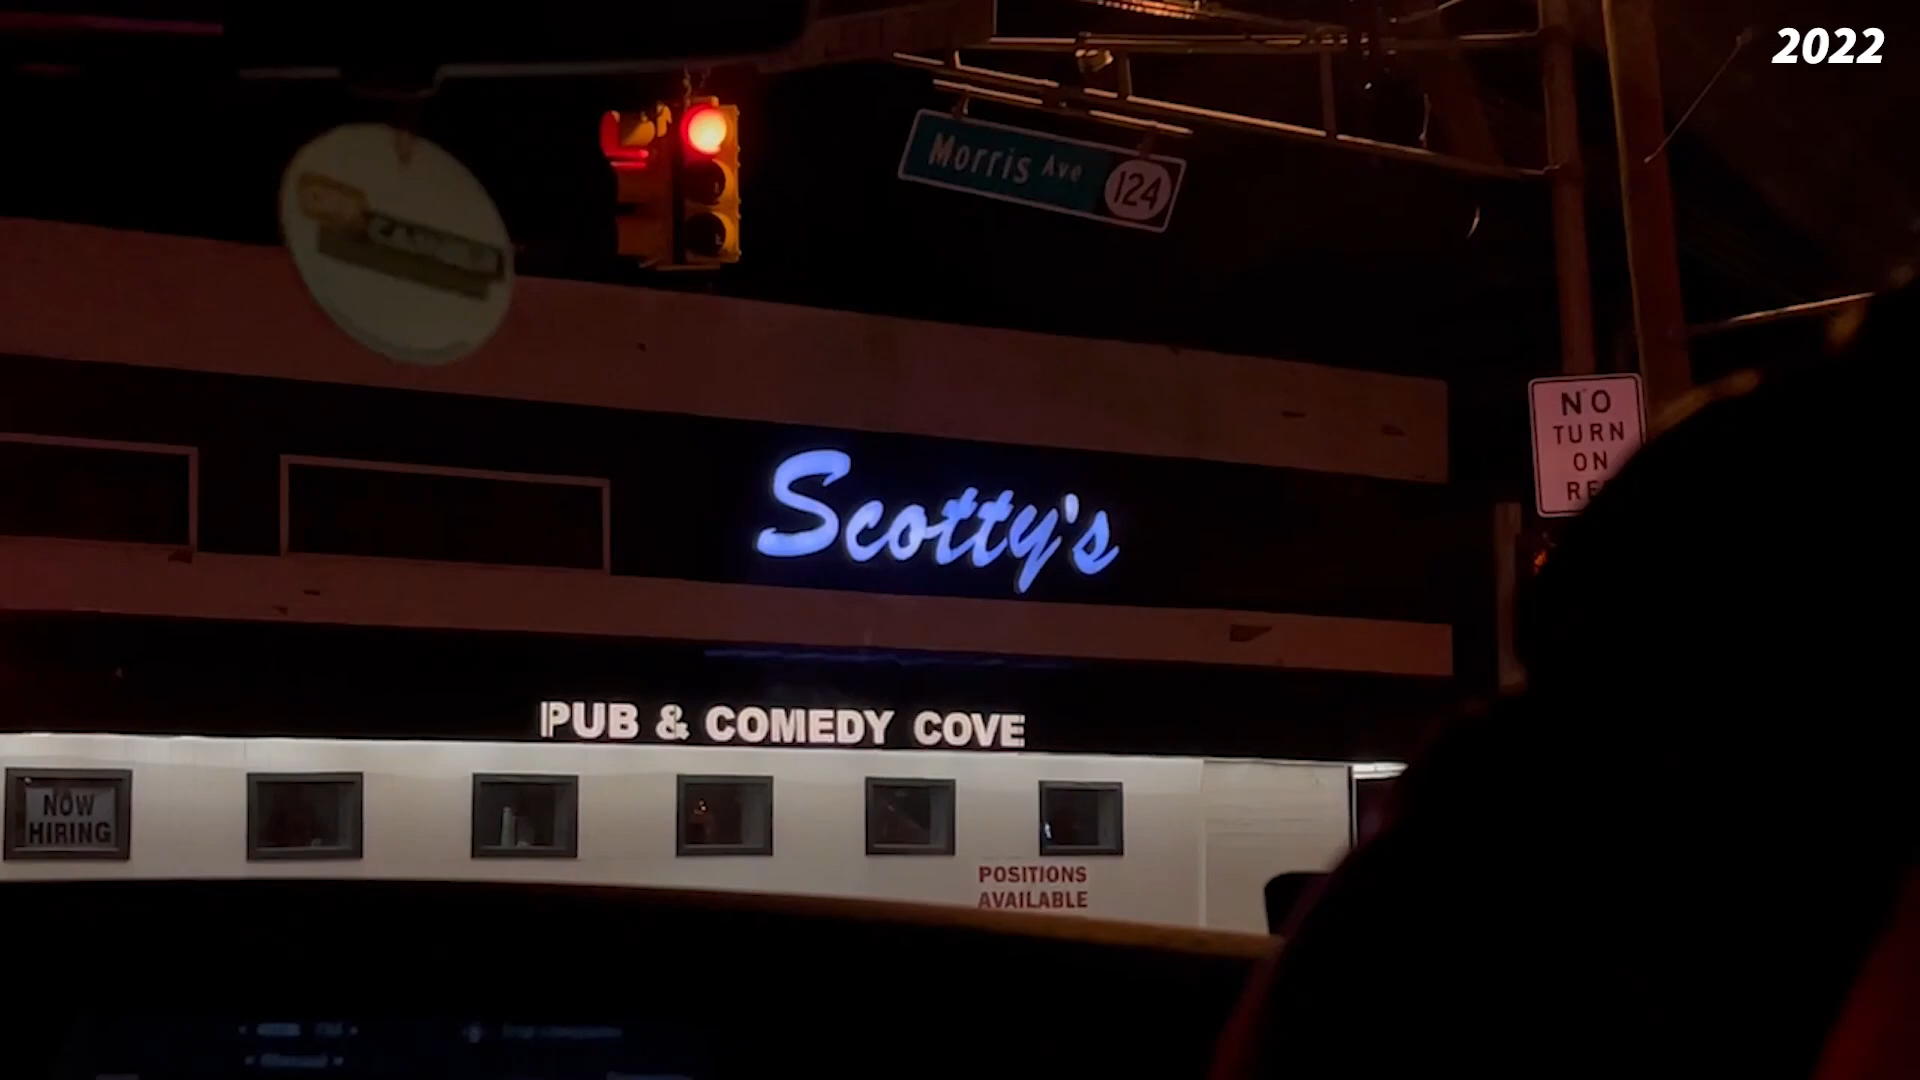 2022
Morris Ave 124
NO
TURN
ON
Scotty's
PUB & COMEDY COVE
NOW
HIRING
POSITIONS
AVAILABLE